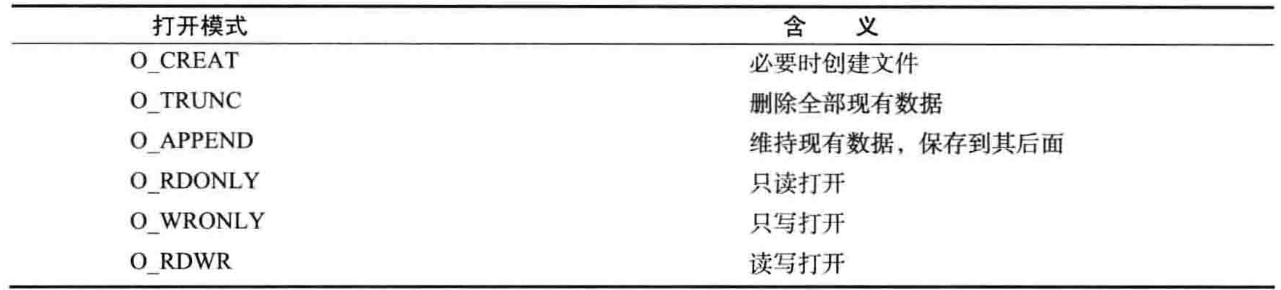 打开模式 含 义
O_CREAT 必要时创建文件
O_TRUNC 删除全部现有数据
O_APPEND 维持现有数据，保存到其后面
O_RDONLY 只读打开
O_WRONLY 只写打开
O_RDWR 读写打开